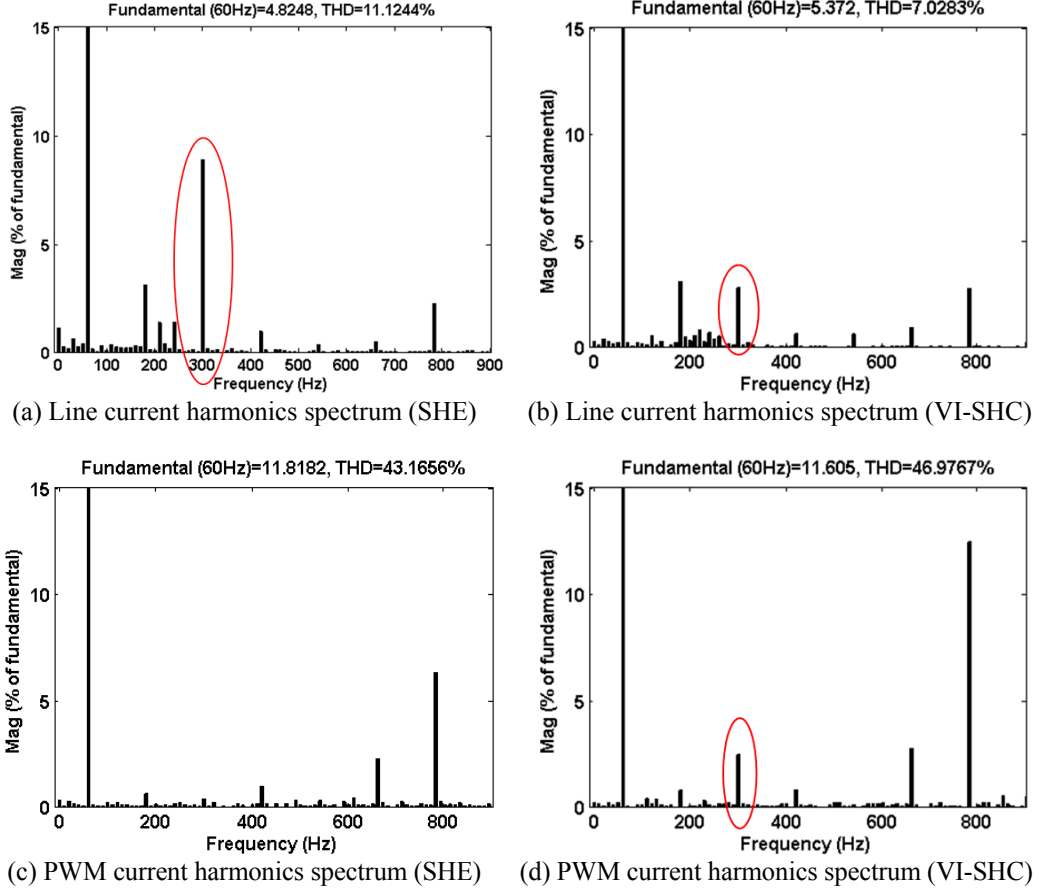 Fundamental (60Hz)=4.8248, THD=11.1244%
15
10
5
0
Mag (% of fundamental)
0 100 200 300 400 500 600 700 800 900
Frequency (Hz)
(a) Line current harmonics spectrum (SHE)
Fundamental (60Hz)=5.372, THD=7.0283%
15
10
5
0
Mag (% of fundamental)
0 200 400 600 800
Frequency (Hz)
(b) Line current harmonics spectrum (VI-SHC)
Fundamental (60Hz)=11.8182, THD=43.1656%
15
10
5
0
Mag (% of fundamental)
0 200 400 600 800
Frequency (Hz)
(c) PWM current harmonics spectrum (SHE)
Fundamental (60Hz)=11.605, THD=46.9767%
15
10
5
0
Mag (% of fundamental)
0 200 400 600 800
Frequency (Hz)
(d) PWM current harmonics spectrum (VI-SHC)